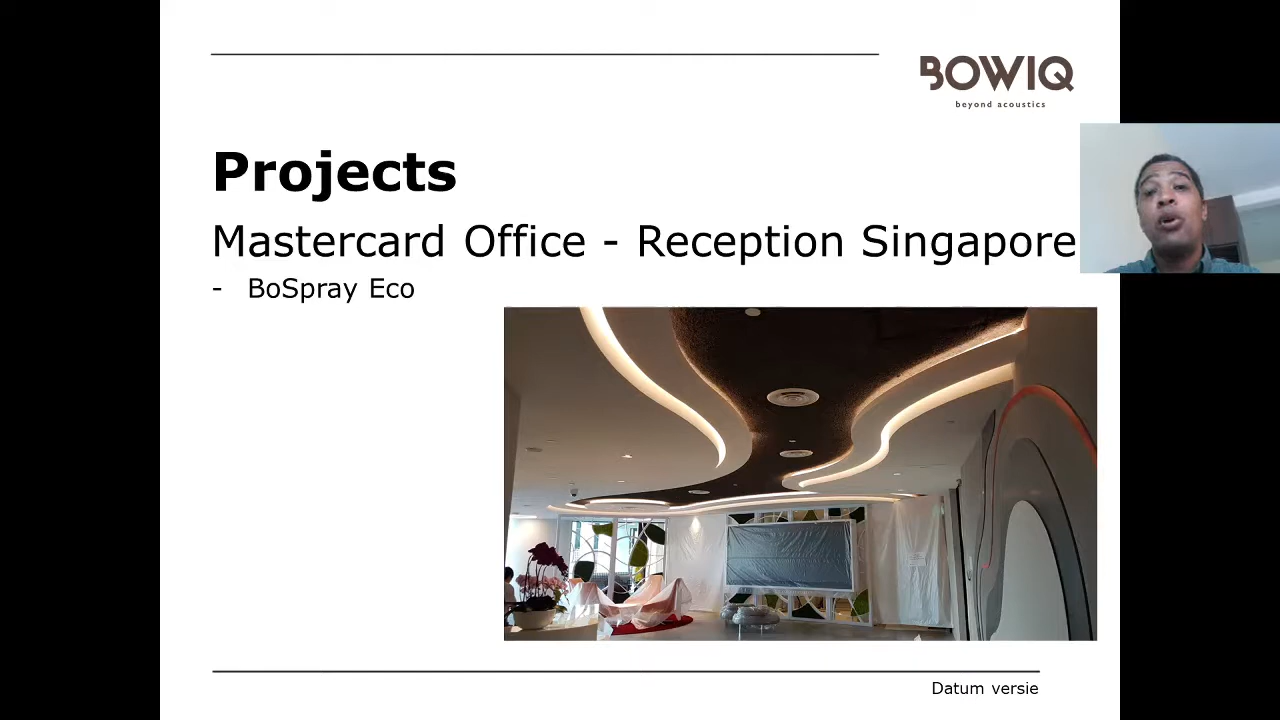 BOWIQ
beyond acoustics
Projects
Mastercard Office - Reception Singapore
- BoSpray Eco
Datum versie